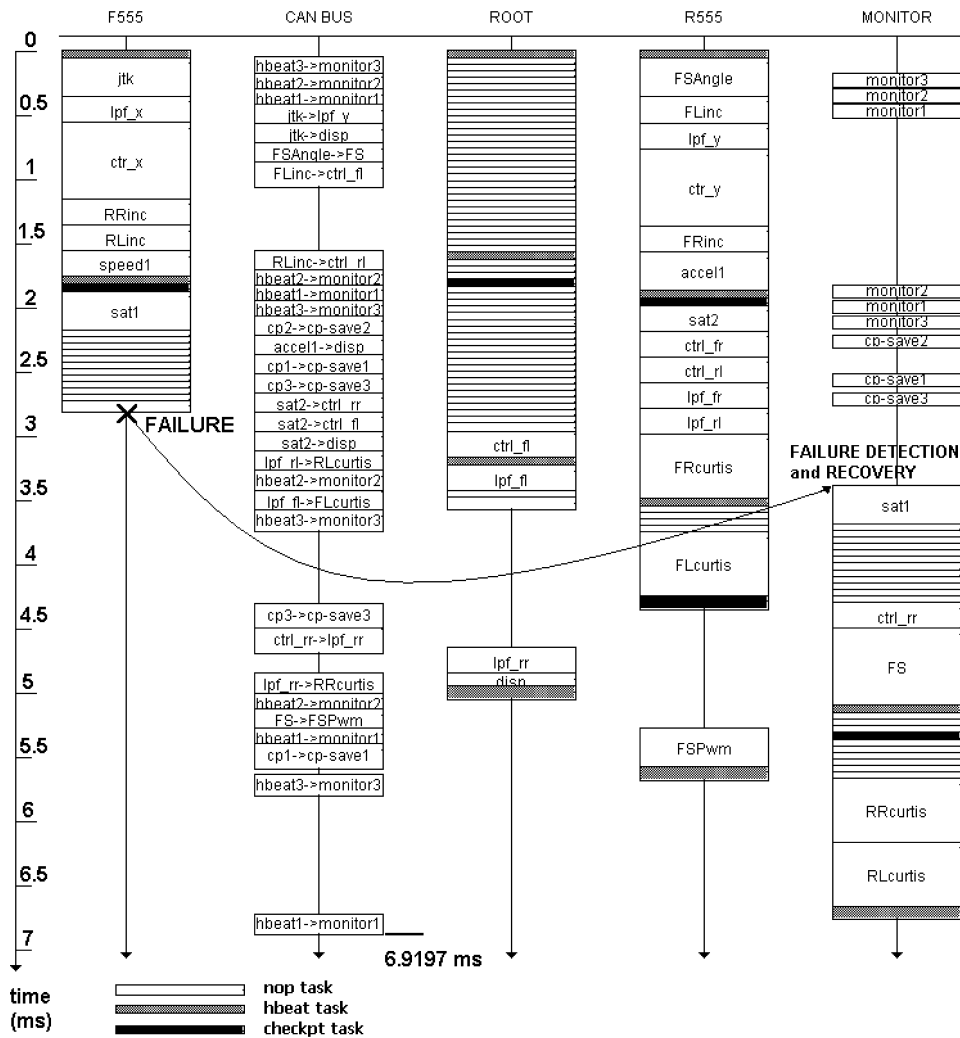 F555 CAN BUS ROOT R555 MONITOR
0
0.5
1
1.5
2
2.5
3
3.5
4
4.5
5
5.5
6
6.5
7
time
(ms)
jtk
lpf_x
ctr_x
RRinc
RLinc
speed1
sat1
FAILURE
hbeat3->monitor3
hbeat2->monitor2
hbeat1->monitor1
jtk->lpf_y
jtk->disp
FSAngle->FS
FLinc->ctrl_fl
RLinc->ctrl_rl
hbeat2->monitor2
hbeat1->monitor1
hbeat3->monitor3
cp2->cp-save2
accel1->disp
cp1->cp-save1
cp3->cp-save3
sat2->ctrl_rr
sat2->ctrl_fl
sat2->disp
lpf_rl->RLcurtis
hbeat2->monitor2
lpf_fl->FLcurtis
hbeat3->monitor3
cp3->cp-save3
ctrl_rr->lpf_rr
lpf_rr->RRcurtis
hbeat2->monitor2
FS->FSPwm
hbeat1->monitor1
cp1->cp-save1
hbeat3->monitor3
hbeat1->monitor1
6.9197 ms
ctrl_fl
lpf_fl
lpf_rr
disp
FSAngle
FLinc
lpf_y
ctr_y
FRinc
accel1
sat2
ctrl_fr
ctrl_rl
lpf_fr
lpf_rl
FRcurtis
FLcurtis
FSPwm
monitor3
monitor2
monitor1
monitor2
monitor1
monitor3
cp-save2
cp-save1
cp-save3
FAILURE DETECTION
and RECOVERY
sat1
ctrl_rr
FS
RRcurtis
RLcurtis
nop task
hbeat task
checkpt task